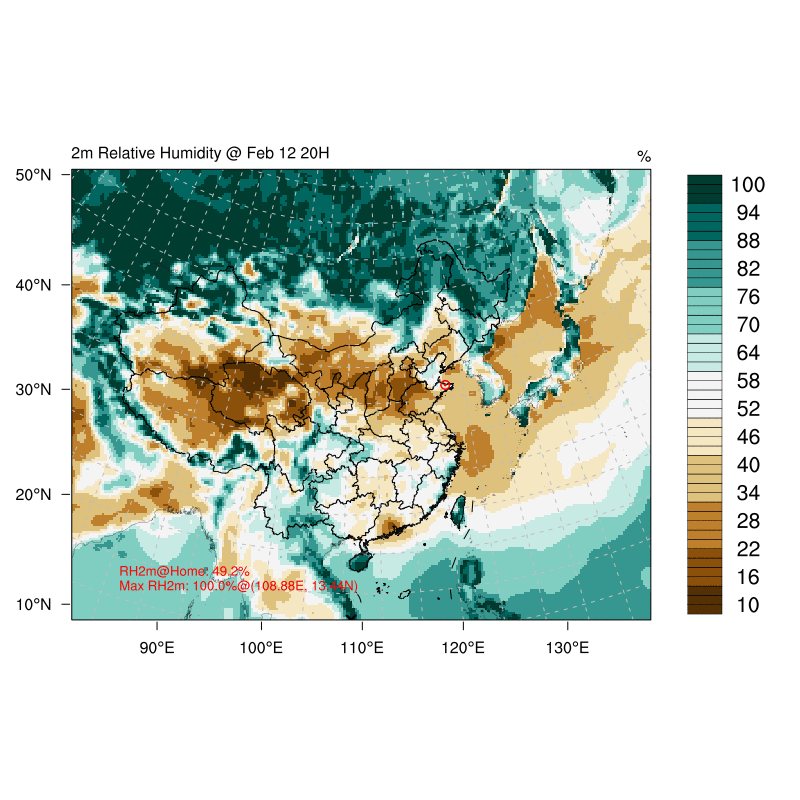 2m Relative Humidity @ Feb 12 20H
%
50°N
40°N
30°N
20°N
10°N
90°E
100°E
110°E
120°E
130°E
100
94
88
82
76
70
64
58
52
46
40
34
28
22
16
10
RH2m@Home: 49.2%
Max RH2m: 100.0%@(108.88E, 13.44N)